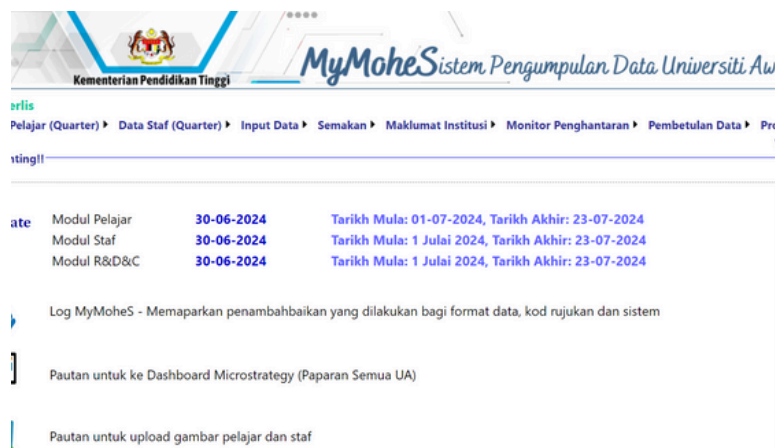 Kementerian Pendidikan Tinggi
MyMoheSistem Pengumpulan Data Universiti Aw
erlis
Pelajar (Quarter) Data Staf (Quarter) Input Data Semakan Maklumat Institusi Monitor Penghantaran Pembetulan Data Pro
nting!!
ate Modul Pelajar 30-06-2024 Tarikh Mula: 01-07-2024, Tarikh Akhir: 23-07-2024
Modul Staf 30-06-2024 Tarikh Mula: 1 Julai 2024, Tarikh Akhir: 23-07-2024
Modul R&D&C 30-06-2024 Tarikh Mula: 1 Julai 2024, Tarikh Akhir: 23-07-2024
Log MyMoheS - Memaparkan penambahbaikan yang dilakukan bagi format data, kod rujukan dan sistem
Pautan untuk ke Dashboard Microstrategy (Paparan Semua UA)
Pautan untuk upload gambar pelajar dan staf